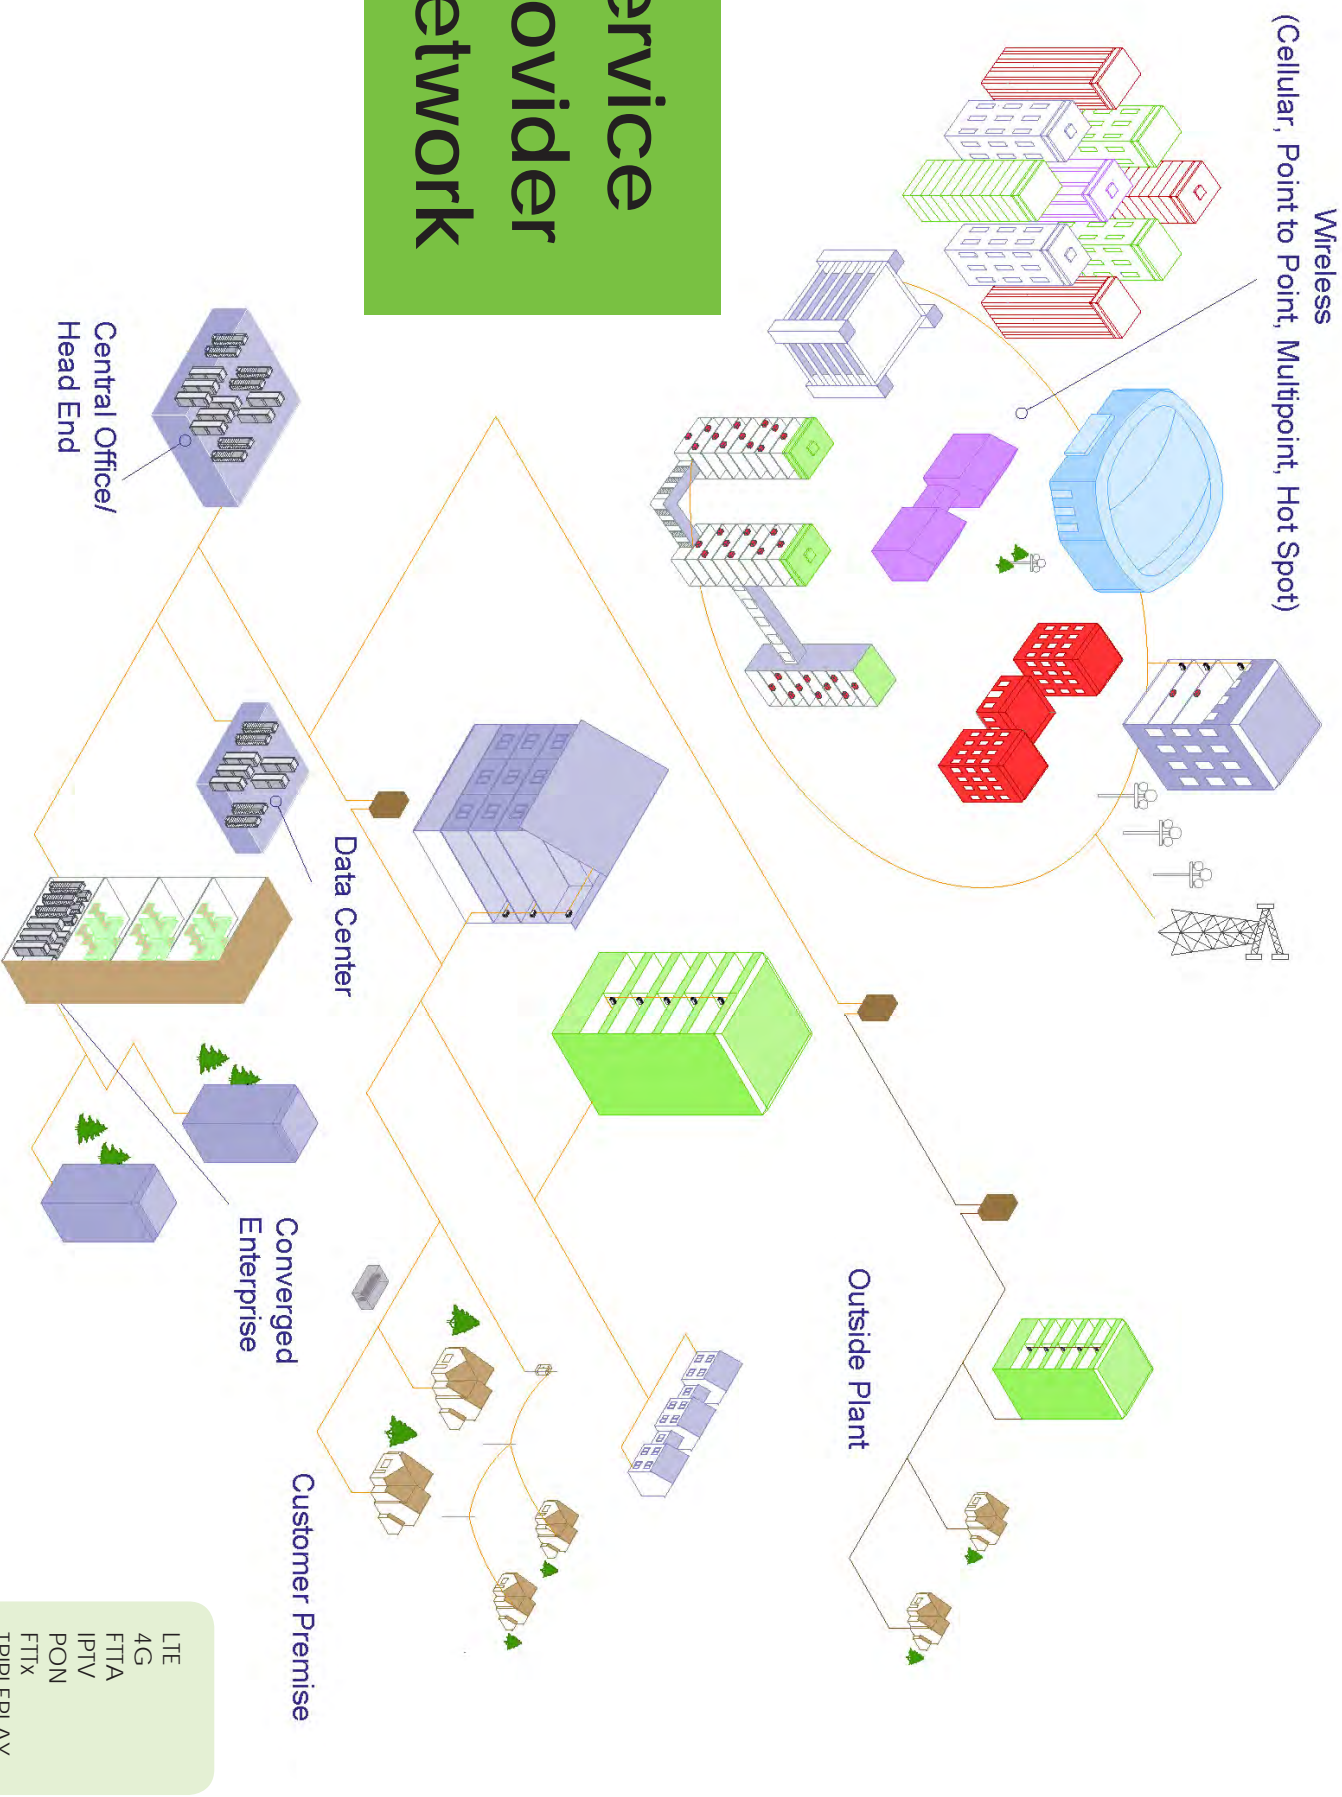 ervice
ovider
etwork
Wireless
(Cellular, Point to Point, Multipoint, Hot Spot)
Central Office/
Head End
Data Center
Converged
Enterprise
Outside Plant
Customer Premise
LTE
4G
FTTA
IPTV
PON
FTTx
TRIPLEPLAY